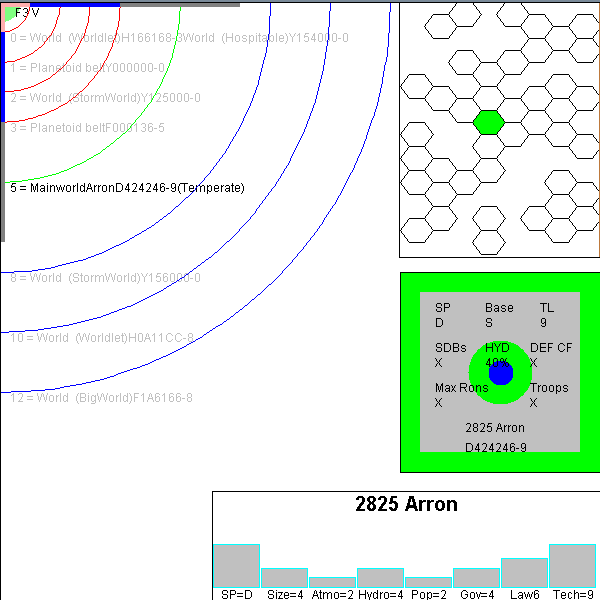 F3 V
0 = World  (Worldlet)H166168-8World  (Hospitable)Y154000-0
1 = Planetoid beltY000000-0
2 = World  (StormWorld)Y125000-0
3 = Planetoid beltF000136-5
5 = MainworldArronD424246-9(Temperate)
8 = World  (StormWorld)Y156000-0
10 = World  (Worldlet)H0A11CC-8
12 = World  (BigWorld)F1A6166-8
SP Base TL
D S 9
SDBs HYD DEF CF
X 40% X
Max Rons Troops
X X
2825 Arron
D424246-9
2825 Arron
SP=D Size=4 Atmo=2 Hydro=4 Pop=2 Gov=4 Law6 Tech=9